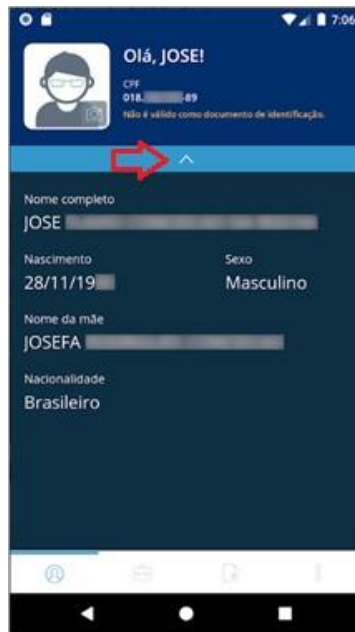 7:06
Olá, JOSE!
CPF
018. -89
Não é válido como documento de identificação.
Nome completo
JOSE
Nascimento Sexo
28/11/19 Masculino
Nome da mãe
JOSEFA
Nacionalidade
Brasileiro